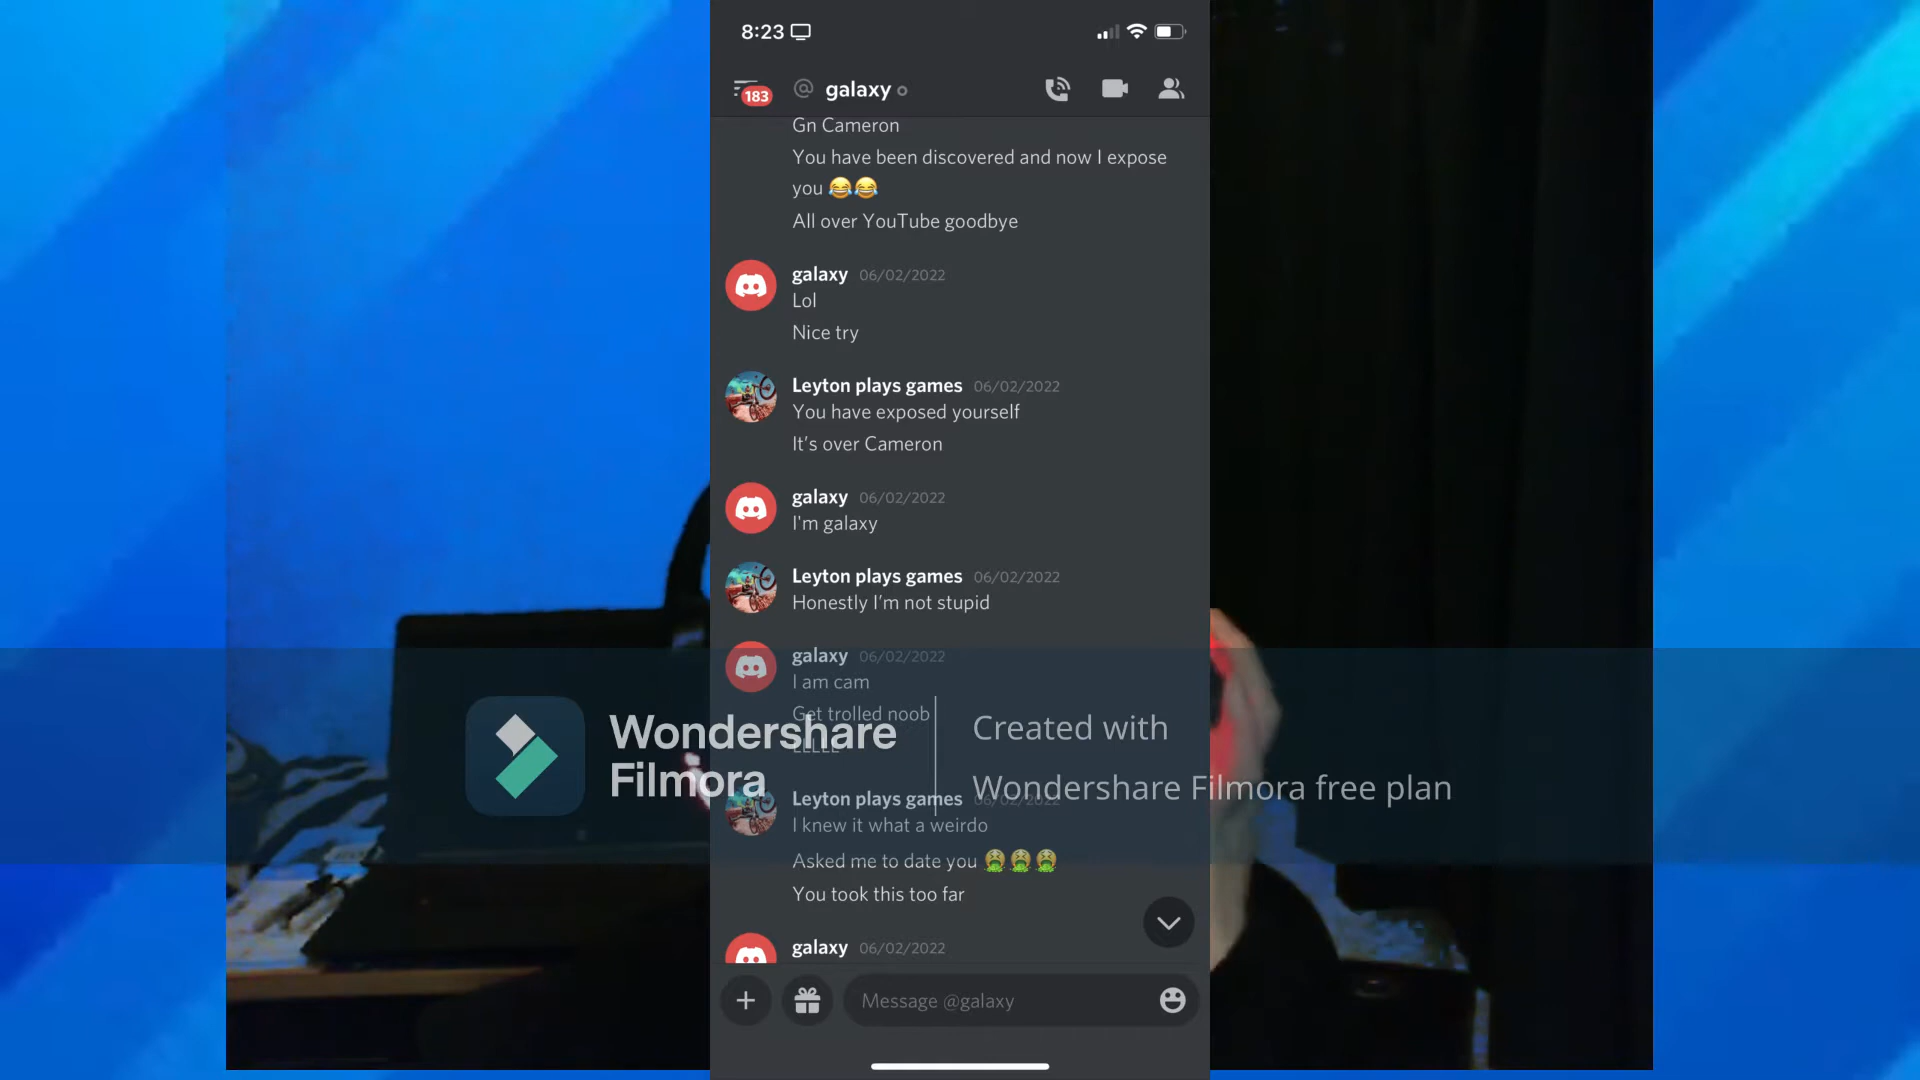 8:23
183
@ galaxy
Gn Cameron
You have been discovered and now I expose
you 😂😂
All over YouTube goodbye
galaxy 06/02/2022
Lol
Nice try
Leyton plays games 06/02/2022
You have exposed yourself
It's over Cameron
galaxy 06/02/2022
I'm galaxy
Leyton plays games 06/02/2022
Honestly I'm not stupid
galaxy 06/02/2022
I am cam
Get trolled noob
Wondershare
Filmora
Created with
Wondershare Filmora free plan
Leyton plays games 06/02/2022
I knew it what a weirdo
Asked me to date you 🤮🤮🤮
You took this too far
galaxy 06/02/2022
Message @galaxy